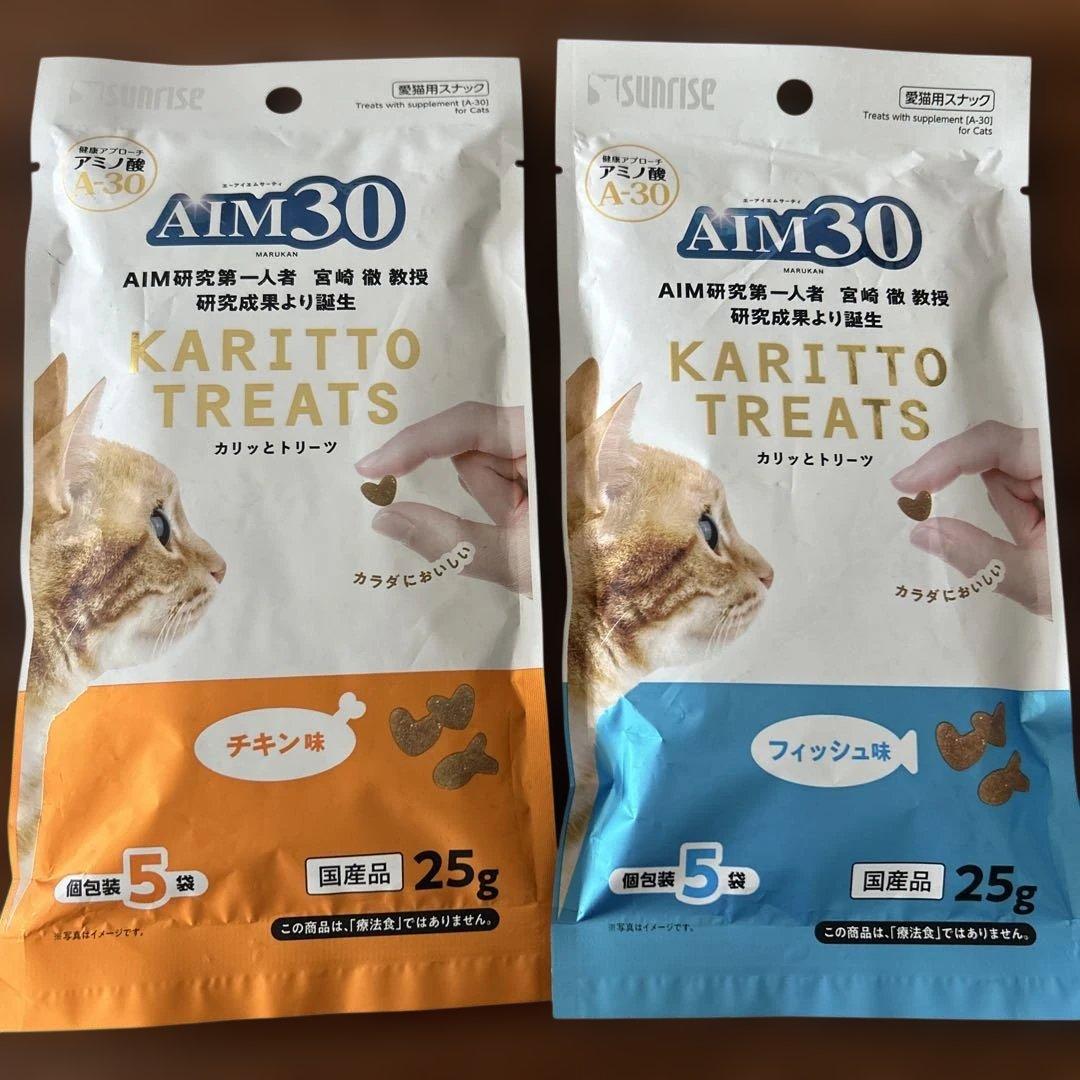 sunrise
愛猫用スナック
Treats with supplement [A-30]
for Cats
健康アプローチ
アミノ酸
A-30
エーアイエムサーティ
AIM30
MARUKAN
AIM研究第一人者 宮崎 徹 教授
研究成果より誕生
KARITTO
TREATS
カリッとトリーツ
カラダにおいしい
チキン味
個包装5袋
国産品
25g
※写真はイメージです。
この商品は、「療法食」ではありません。
sunrise
愛猫用スナック
Treats with supplement [A-30]
for Cats
健康アプローチ
アミノ酸
A-30
エーアイエムサーティ
AIM30
MARUKAN
AIM研究第一人者 宮崎 徹 教授
研究成果より誕生
KARITTO
TREATS
カリッとトリーツ
カラダにおいしい
フィッシュ味
個包装5袋
国産品
25g
※写真はイメージです。
この商品は、「療法食」ではありません。